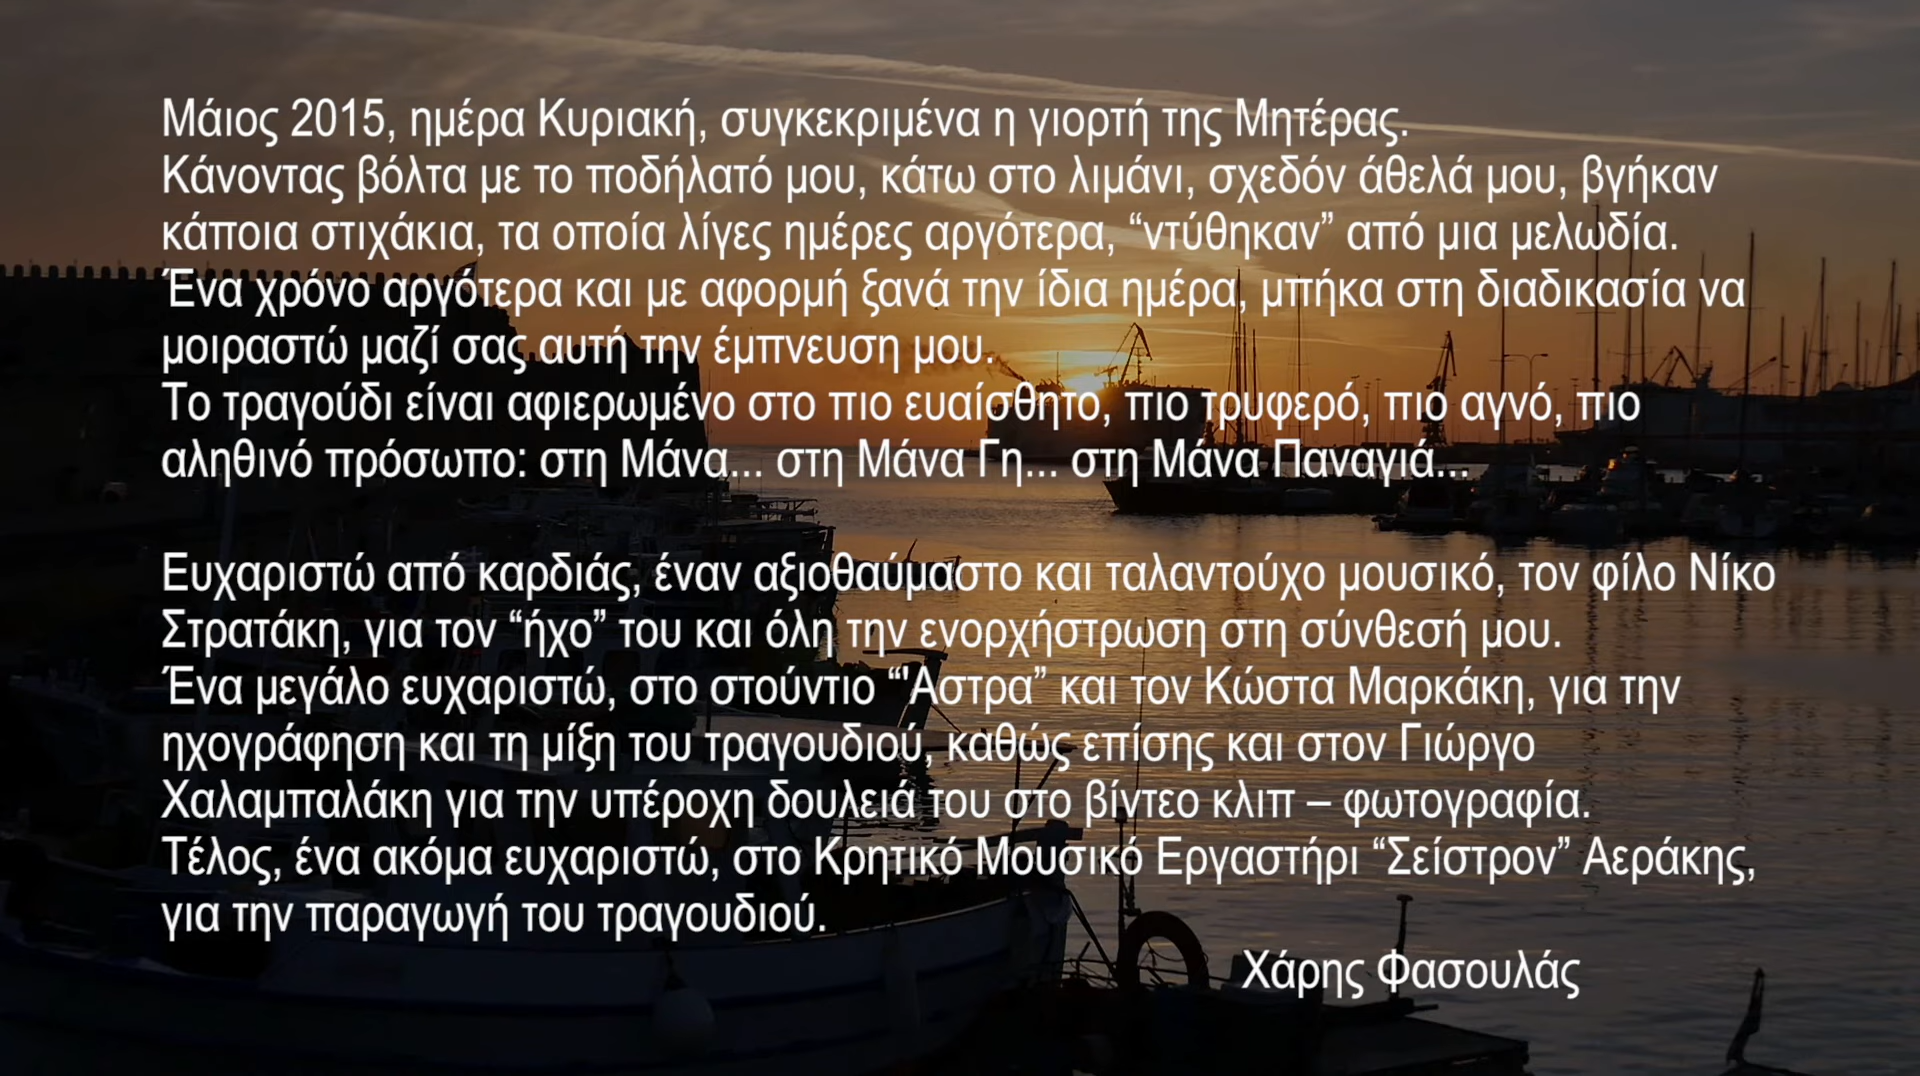 Μάιος 2015, ημέρα Κυριακή, συγκεκριμένα η γιορτή της Μητέρας.
Κάνοντας βόλτα με το ποδήλατό μου, κάτω στο λιμάνι, σχεδόν άθελά μου, βγήκαν
κάποια στιχάκια, τα οποία λίγες ημέρες αργότερα, “ντύθηκαν” από μια μελωδία.
Ένα χρόνο αργότερα και με αφορμή ξανά την ίδια ημέρα, μπήκα στη διαδικασία να
μοιραστώ μαζί σας αυτή την έμπνευση μου.
Το τραγούδι είναι αφιερωμένο στο πιο ευαίσθητο, πιο τρυφερό, πιο αγνό, πιο
αληθινό πρόσωπο: στη Μάνα... στη Μάνα Γη... στη Μάνα Παναγιά...
Ευχαριστώ από καρδιάς, έναν αξιοθαύμαστο και ταλαντούχο μουσικό, τον φίλο Νίκο
Στρατάκη, για τον “ήχο” του και όλη την ενορχήστρωση στη σύνθεσή μου.
Ένα μεγάλο ευχαριστώ, στο στούντιο “'Αστρα” και τον Κώστα Μαρκάκη, για την
ηχογράφηση και τη μίξη του τραγουδιού, καθώς επίσης και στον Γιώργο
Χαλαμπαλάκη για την υπέροχη δουλειά του στο βίντεο κλιπ – φωτογραφία.
Τέλος, ένα ακόμα ευχαριστώ, στο Κρητικό Μουσικό Εργαστήρι “Σείστρον” Αεράκης,
για την παραγωγή του τραγουδιού.
Χάρης Φασουλάς